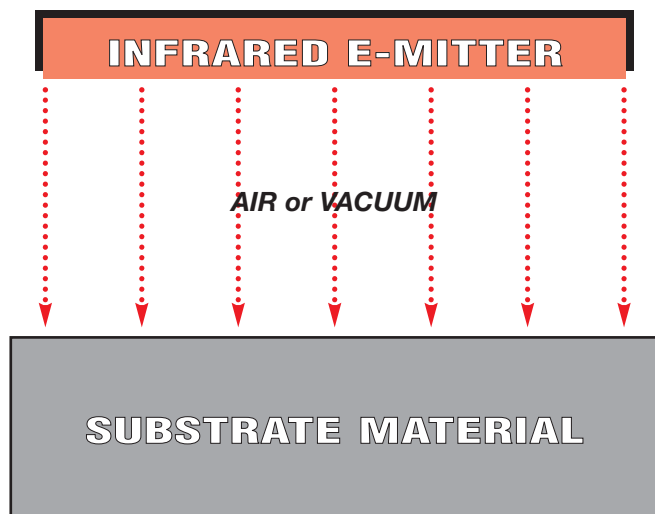 INFRARED E-MITTER
AIR or VACUUM
SUBSTRATE MATERIAL